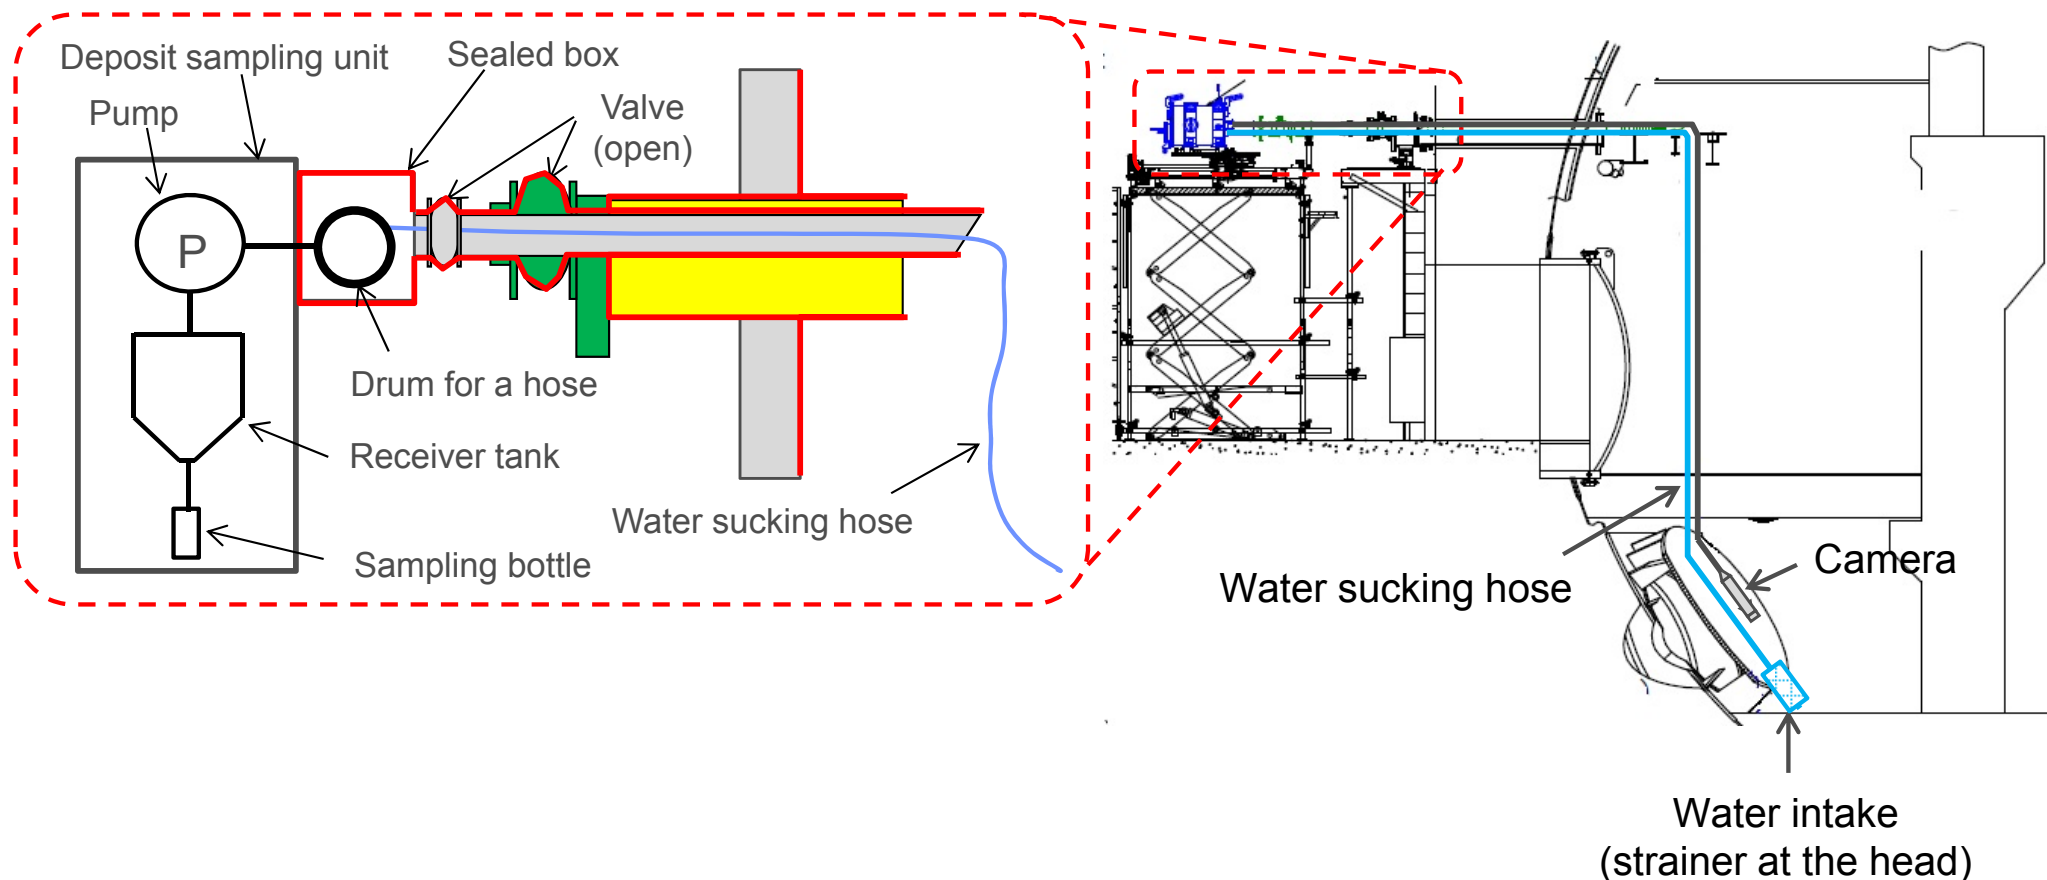 Deposit sampling unit
Sealed box
Pump
Valve
(open)
P
Drum for a hose
Receiver tank
Water sucking hose
Sampling bottle
Water sucking hose
Camera
Water intake
(strainer at the head)